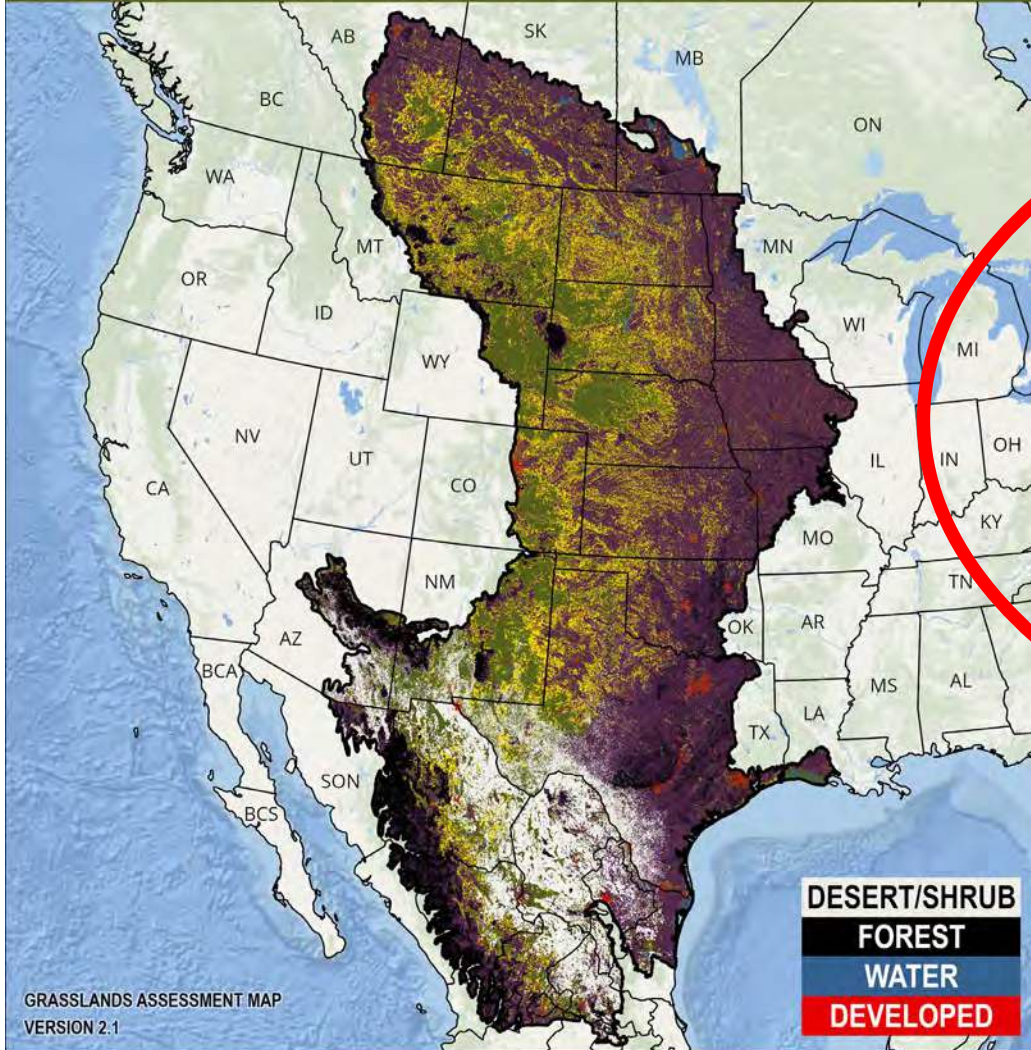 AB
SK
MB
BC
ON
WA
MT
MN
OR
ID
WI
MI
WY
NV
UT
CO
IL
IN
OH
CA
MO
KY
NM
TN
AZ
OK
AR
BCA
MS
AL
TX
LA
SON
BCS
DESERT/SHRUB
FOREST
WATER
DEVELOPED
GRASSLANDS ASSESSMENT MAP
VERSION 2.1